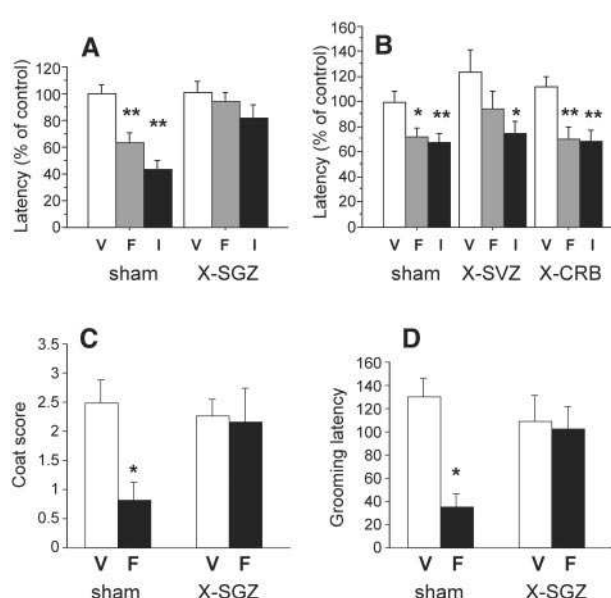 A
Latency (% of control)
120
100
80
60
40
20
0
** **
V F I V F I
sham X-SGZ
B
Latency (% of control)
140
120
100
80
60
40
20
0
* ** * ** **
V F I V F I V F I
sham X-SVZ X-CRB
C
Coat score
3.5
3
2.5
2
1.5
1
0.5
0
*
V F V F
sham X-SGZ
D
Grooming latency
160
140
120
100
80
60
40
20
0
*
V F V F
sham X-SGZ